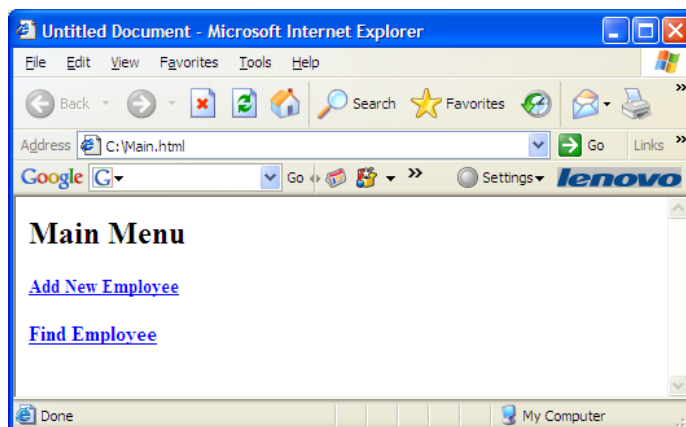 Untitled Document - Microsoft Internet Explorer
File Edit View Favorites Tools Help
Back Search Favorites »
Address C:\Main.html Go Links »
Google G Go » Settings lenovo
Main Menu
Add New Employee
Find Employee
Done My Computer